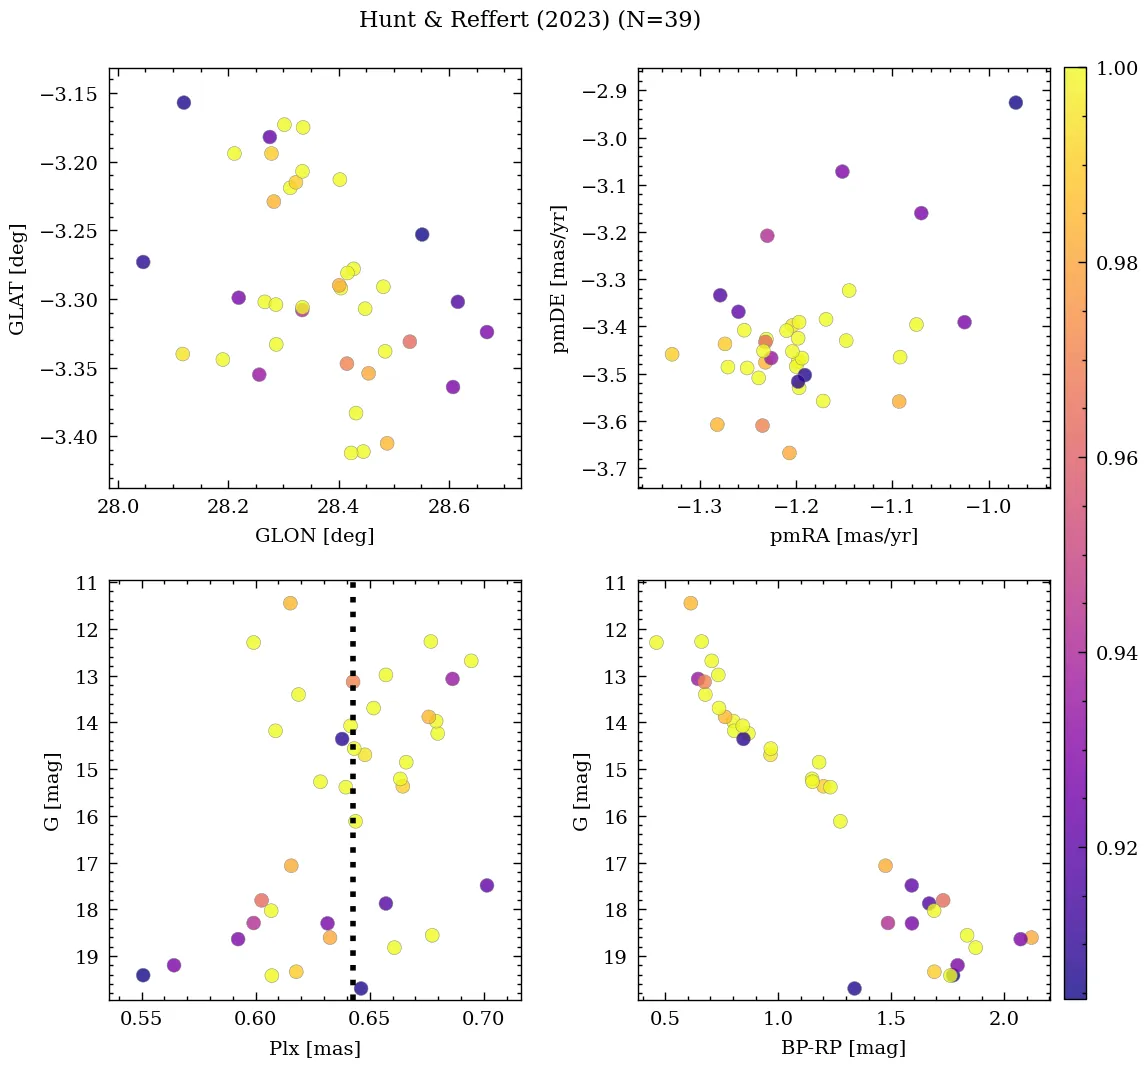 Hunt & Reffert (2023) (N=39)
−3.15
−3.20
−3.25
−3.30
−3.35
−3.40
GLAT [deg]
28.0 28.2 28.4 28.6
GLON [deg]
−2.9
−3.0
−3.1
−3.2
−3.3
−3.4
−3.5
−3.6
−3.7
pmDE [mas/yr]
−1.3 −1.2 −1.1 −1.0
pmRA [mas/yr]
11
12
13
14
15
16
17
18
19
G [mag]
0.55 0.60 0.65 0.70
Plx [mas]
11
12
13
14
15
16
17
18
19
G [mag]
0.5 1.0 1.5 2.0
BP-RP [mag]
1.00
0.98
0.96
0.94
0.92